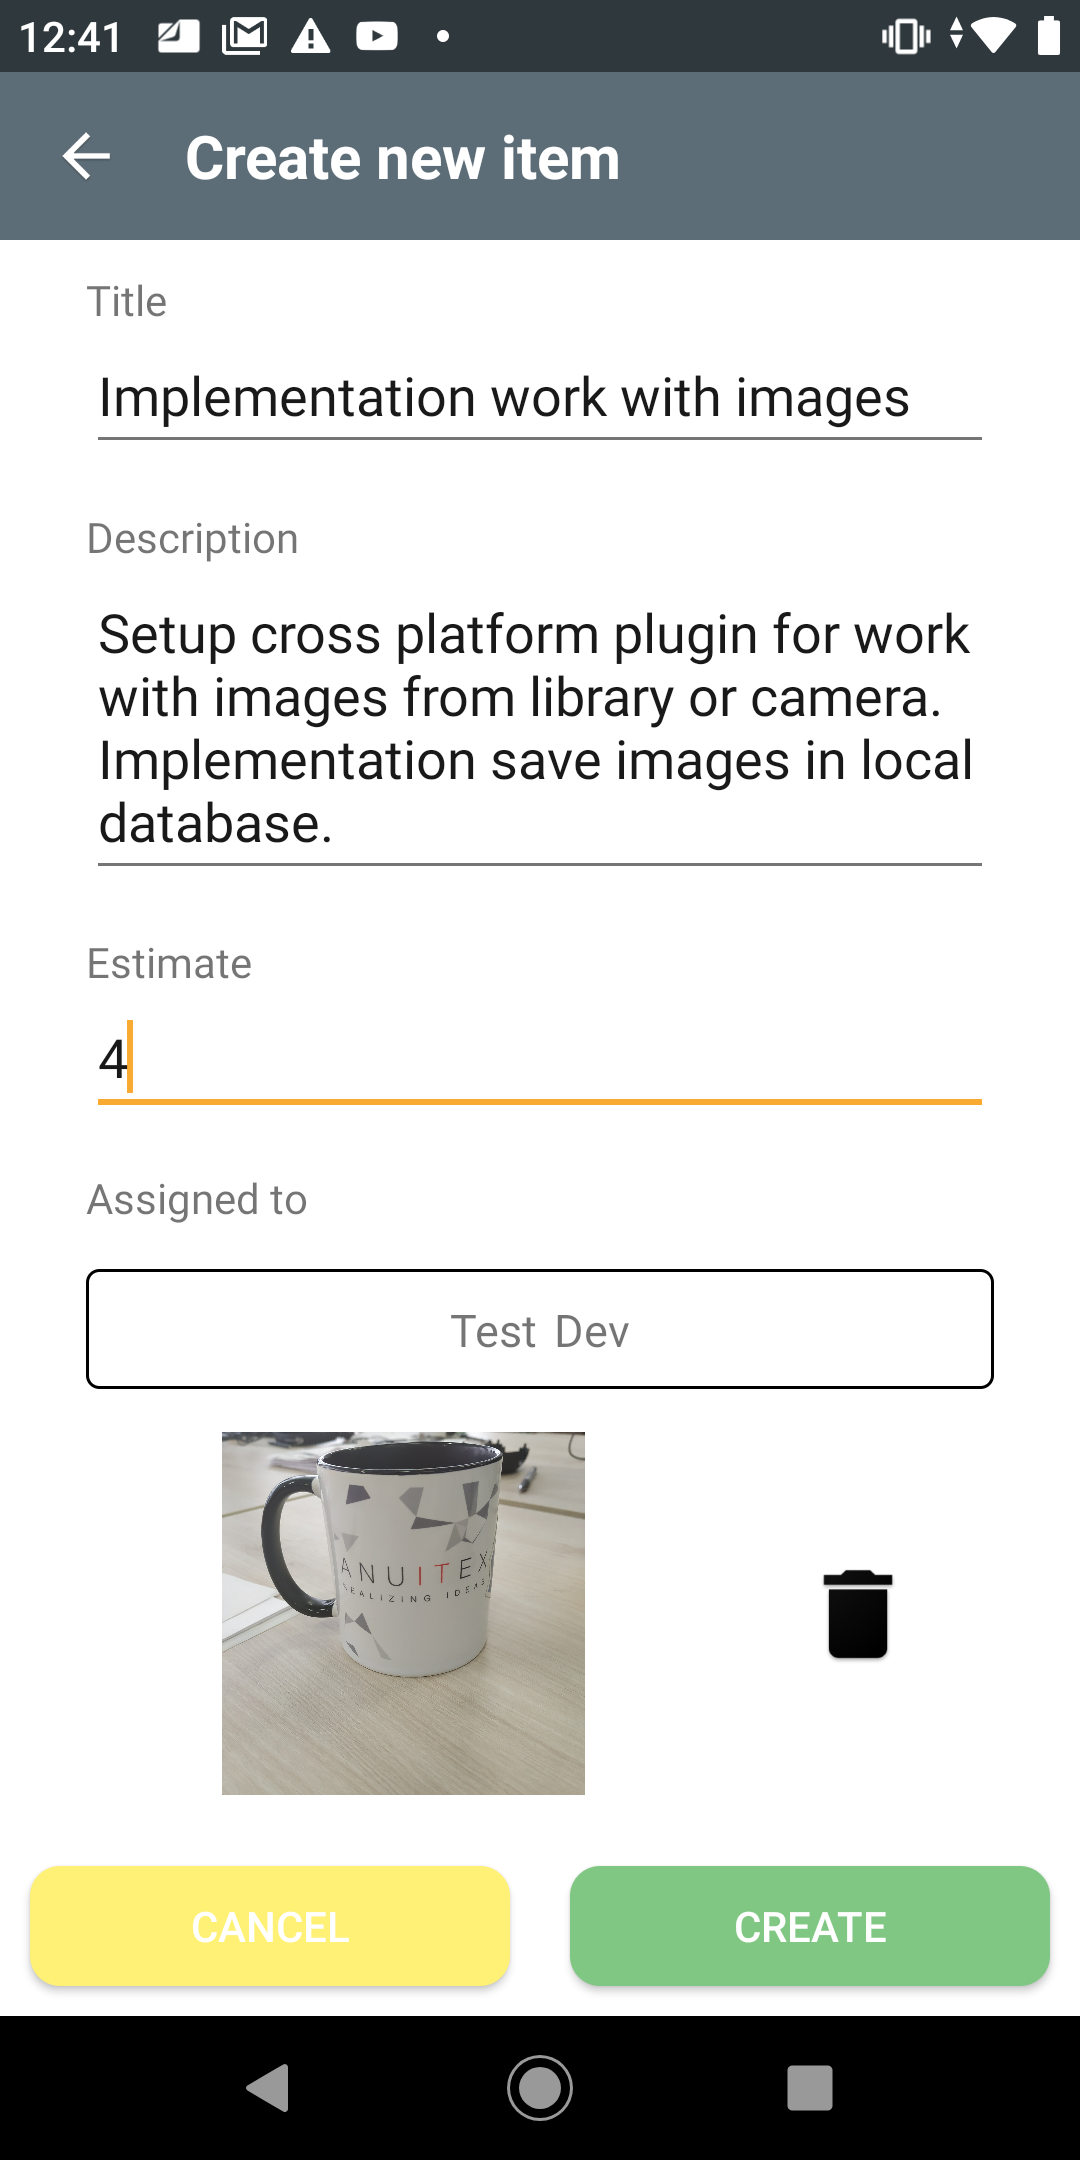 12:41
Create new item
Title
Implementation work with images
Description
Setup cross platform plugin for work
with images from library or camera.
Implementation save images in local
database.
Estimate
4
Assigned to
Test Dev
ANUITEX
REALIZING IDEAS
CANCEL
CREATE